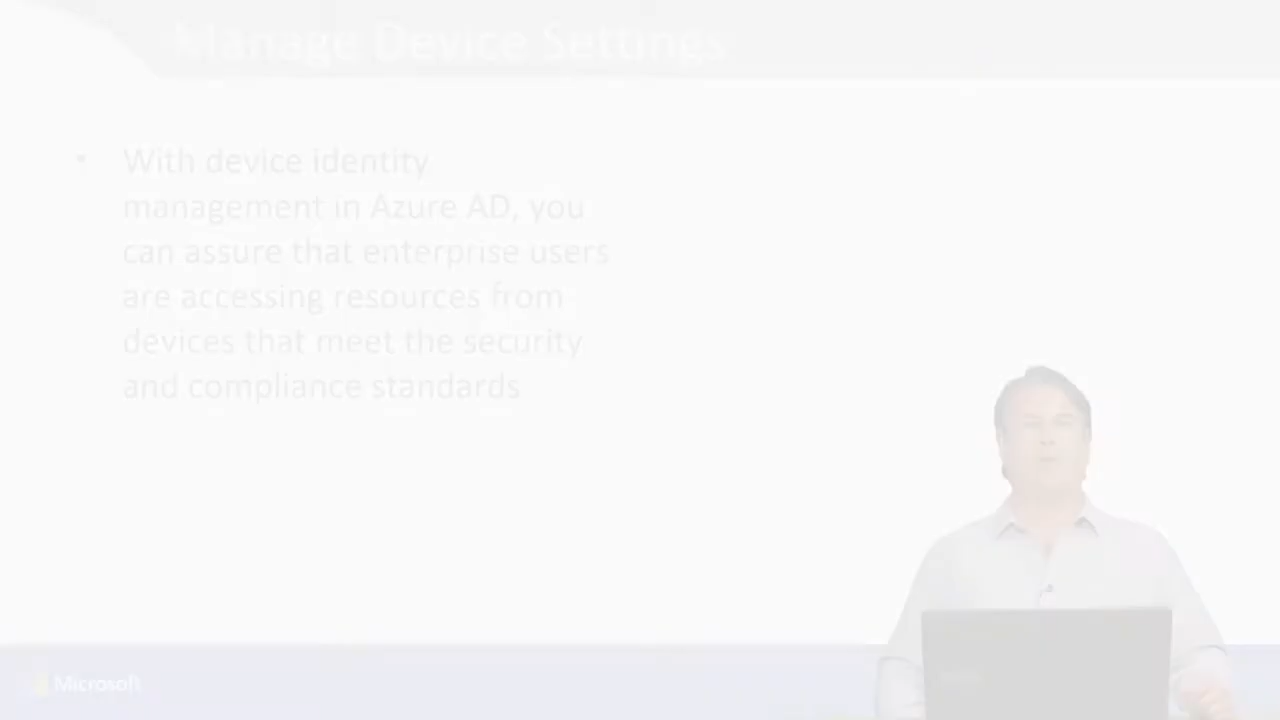 Manage Device Settings
• With device identity
management in Azure AD, you
can assure that enterprise users
are accessing resources from
devices that meet the security
and compliance standards
Microsoft